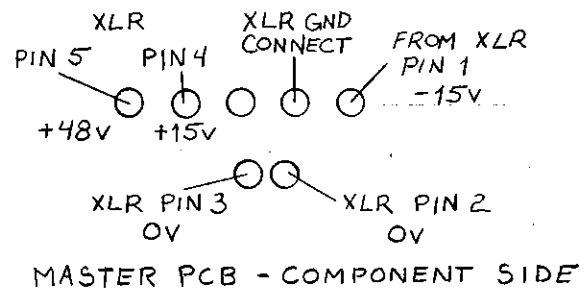 XLR
PIN 5
PIN 4
XLR GND
CONNECT
FROM XLR
PIN 1
-15V
+48V
+15V
XLR PIN 3
0V
XLR PIN 2
0V
MASTER PCB - COMPONENT SIDE